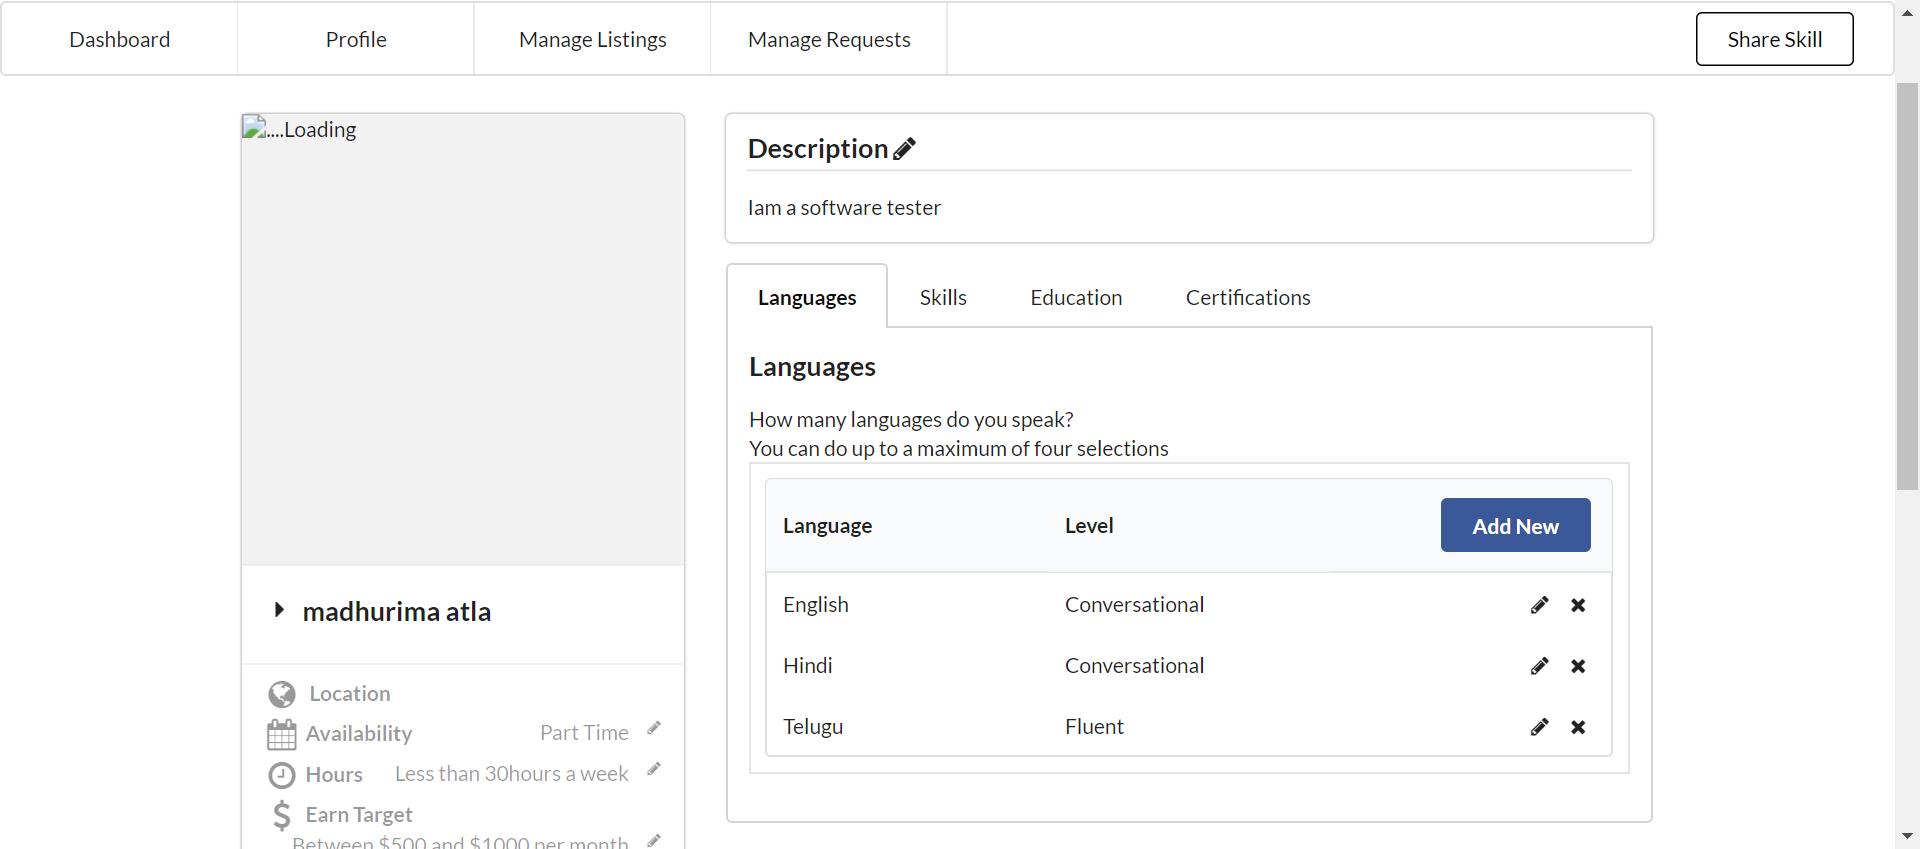 Dashboard Profile Manage Listings Manage Requests Share Skill
....Loading
madhurima atla
Location
Availability Part Time
Hours Less than 30hours a week
Earn Target
Between $500 and $1000 per month
Description
Iam a software tester
Languages Skills Education Certifications
Languages
How many languages do you speak?
You can do up to a maximum of four selections
Language Level Add New
English Conversational
Hindi Conversational
Telugu Fluent